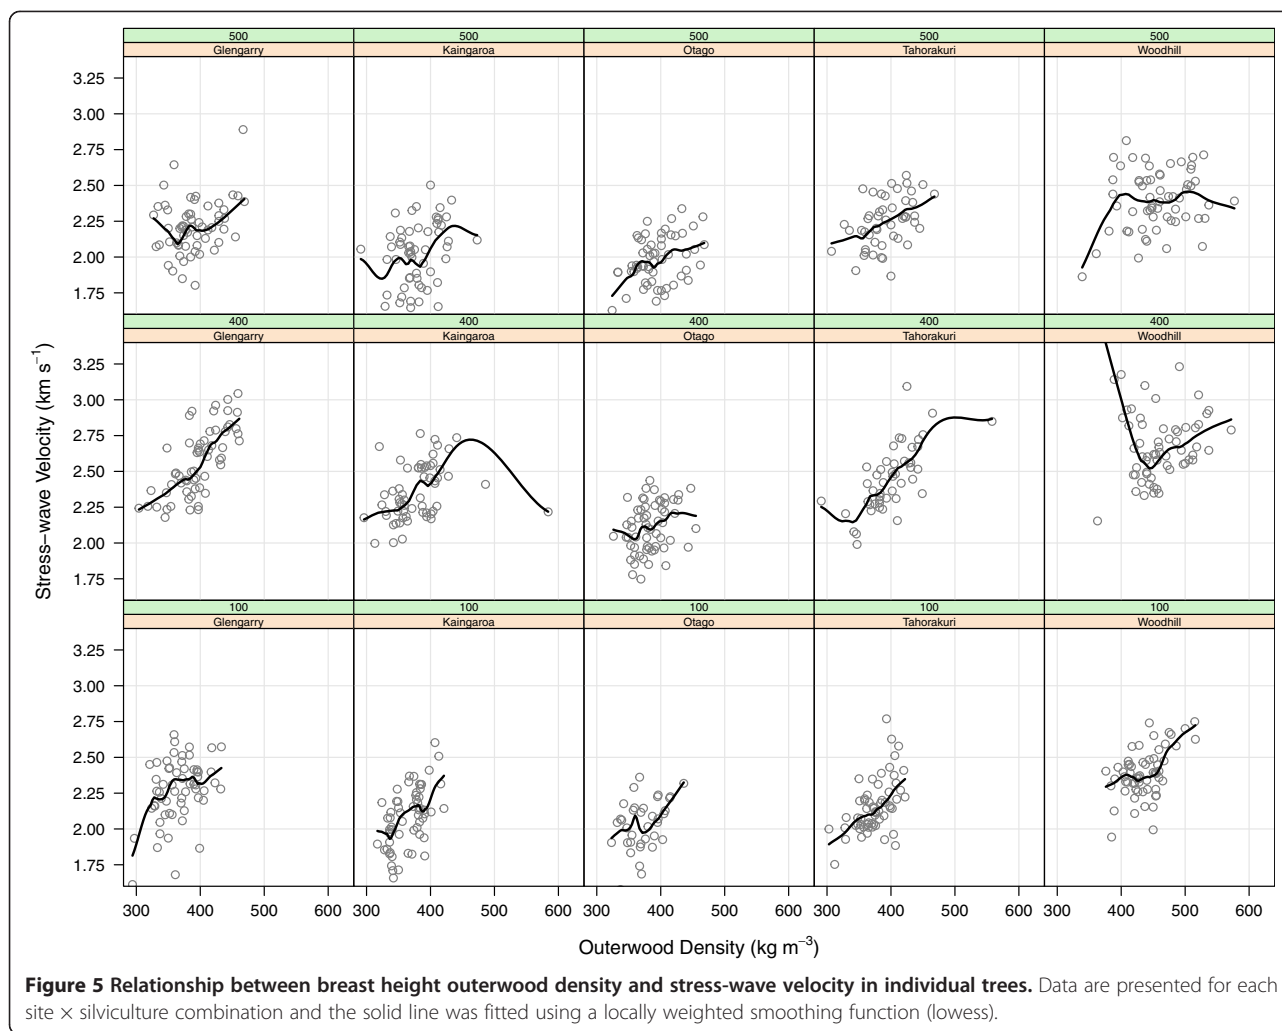 500 500 500 500 500
Glengarry Kaingaroa Otago Tahorakuri Woodhill
3.25
3.00
2.75
2.50
2.25
2.00
1.75
400 400 400 400 400
Glengarry Kaingaroa Otago Tahorakuri Woodhill
3.25
3.00
2.75
2.50
2.25
2.00
1.75
Stress–wave Velocity (km s⁻¹)
100 100 100 100 100
Glengarry Kaingaroa Otago Tahorakuri Woodhill
3.25
3.00
2.75
2.50
2.25
2.00
1.75
300 400 500 600 300 400 500 600 300 400 500 600 300 400 500 600 300 400 500 600
Outerwood Density (kg m⁻³)
Figure 5 Relationship between breast height outerwood density and stress-wave velocity in individual trees. Data are presented for each
site × silviculture combination and the solid line was fitted using a locally weighted smoothing function (lowess).